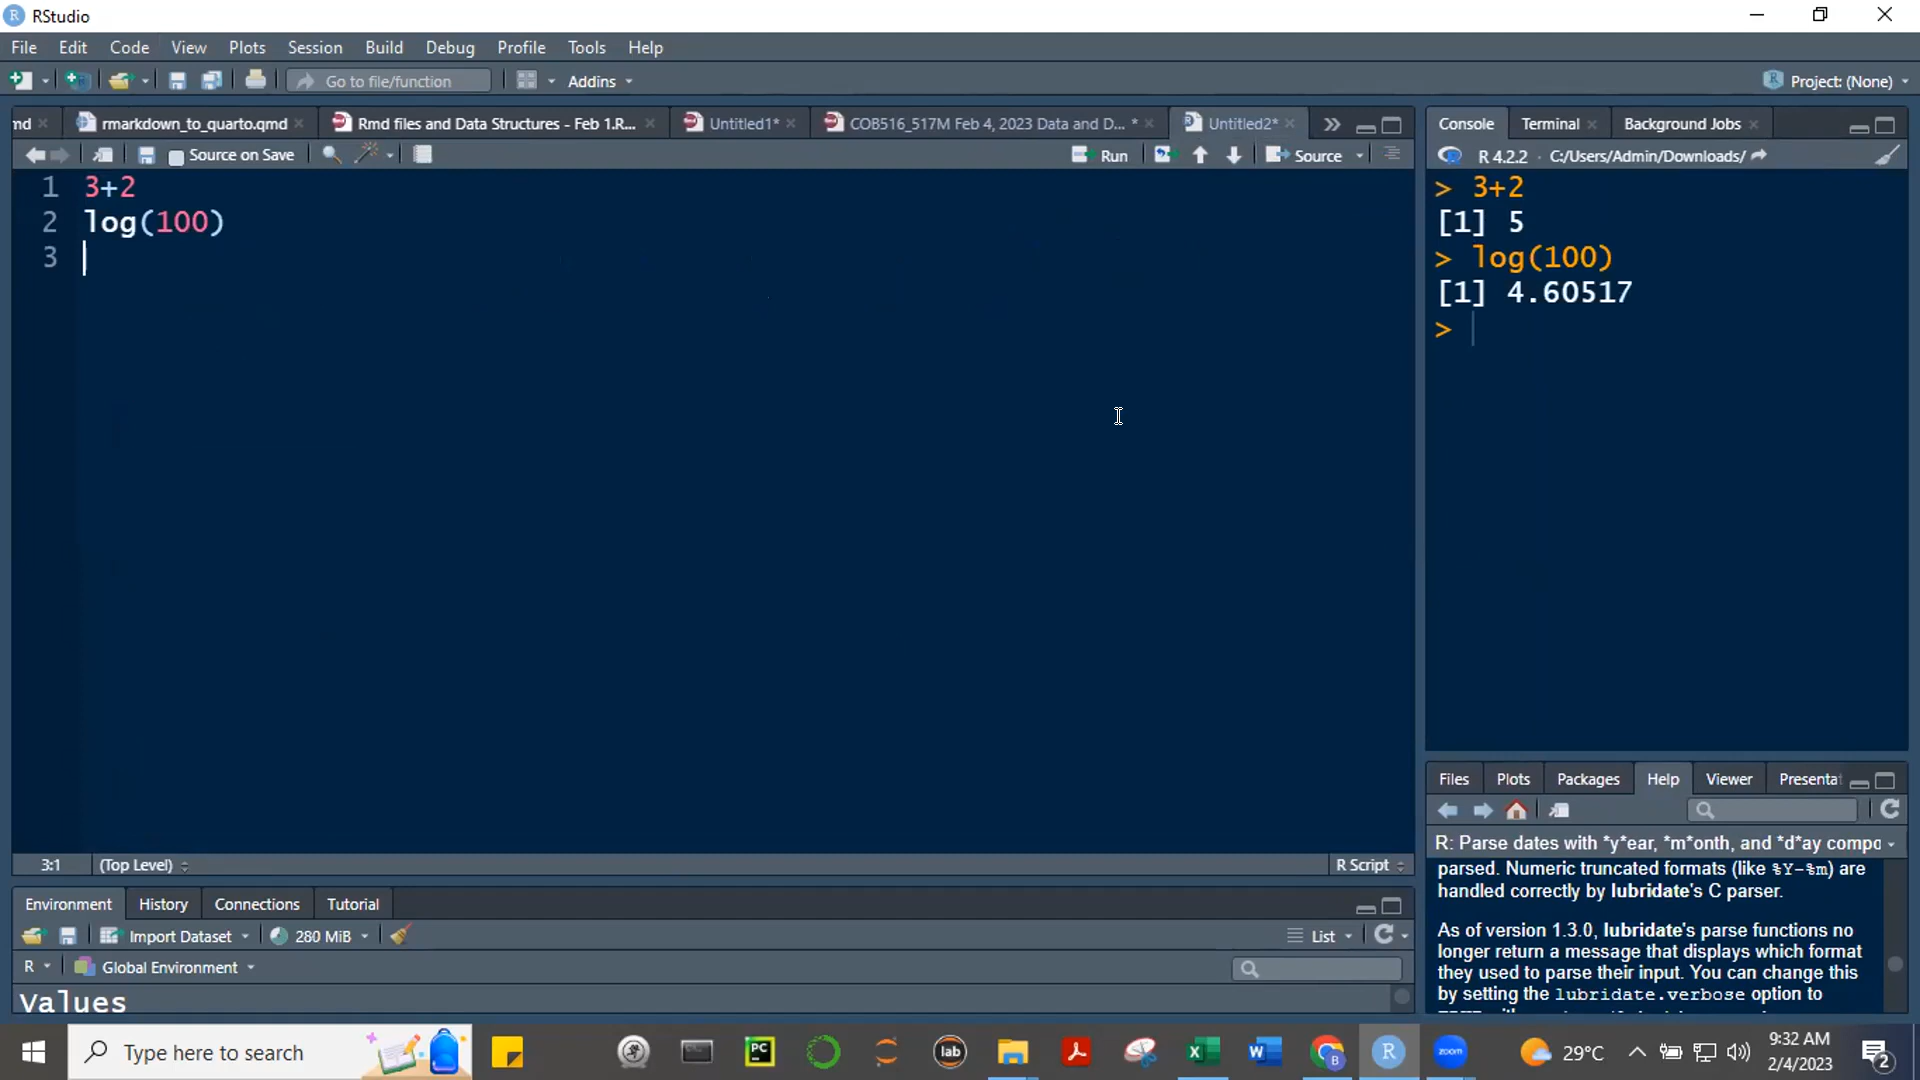 RStudio
File Edit Code View Plots Session Build Debug Profile Tools Help
Go to file/function Addins Project: (None)
md rmarkdown_to_quarto.qmd Rmd files and Data Structures - Feb 1.R... Untitled1* COB516_517M Feb 4, 2023 Data and D... * Untitled2*
Source on Save Run Source
1 3+2
2 log(100)
3
3:1 (Top Level) R Script
Console Terminal Background Jobs
R 4.2.2 · C:/Users/Admin/Downloads/
> 3+2
[1] 5
> log(100)
[1] 4.60517
>
Environment History Connections Tutorial
Import Dataset 280 MiB List
R Global Environment
Values
Files Plots Packages Help Viewer Presentat
R: Parse dates with *y*ear, *m*onth, and *d*ay compo
parsed. Numeric truncated formats (like %Y-%m) are
handled correctly by lubridate's C parser.
As of version 1.3.0, lubridate's parse functions no
longer return a message that displays which format
they used to parse their input. You can change this
by setting the lubridate.verbose option to
Type here to search
PC
lab
zoom
29°C
9:32 AM
2/4/2023
2